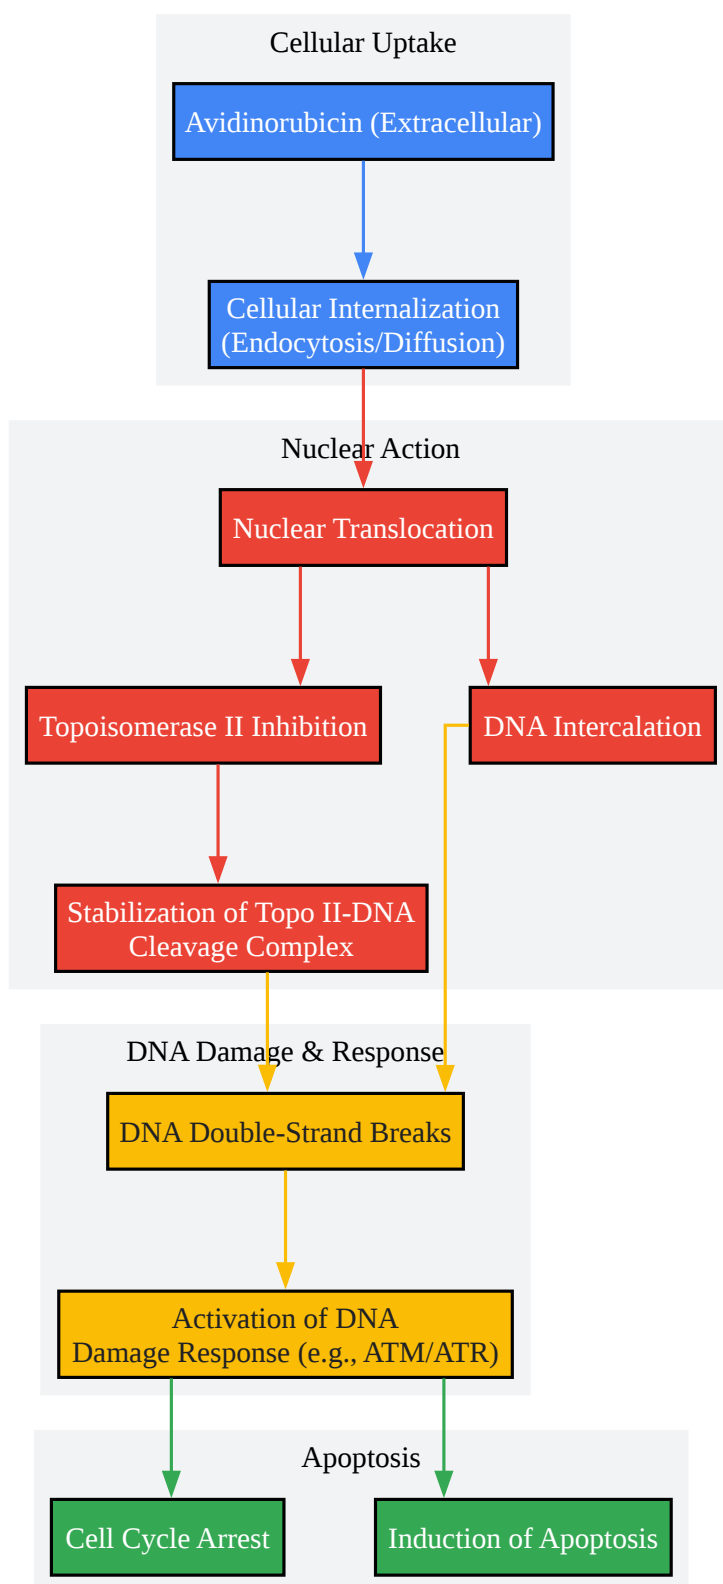 Cellular Uptake
Avidinorubicin (Extracellular)
Cellular Internalization
(Endocytosis/Diffusion)
Nuclear Action
Nuclear Translocation
Topoisomerase II Inhibition
DNA Intercalation
Stabilization of Topo II-DNA
Cleavage Complex
DNA Damage & Response
DNA Double-Strand Breaks
Activation of DNA
Damage Response (e.g., ATM/ATR)
Apoptosis
Cell Cycle Arrest
Induction of Apoptosis